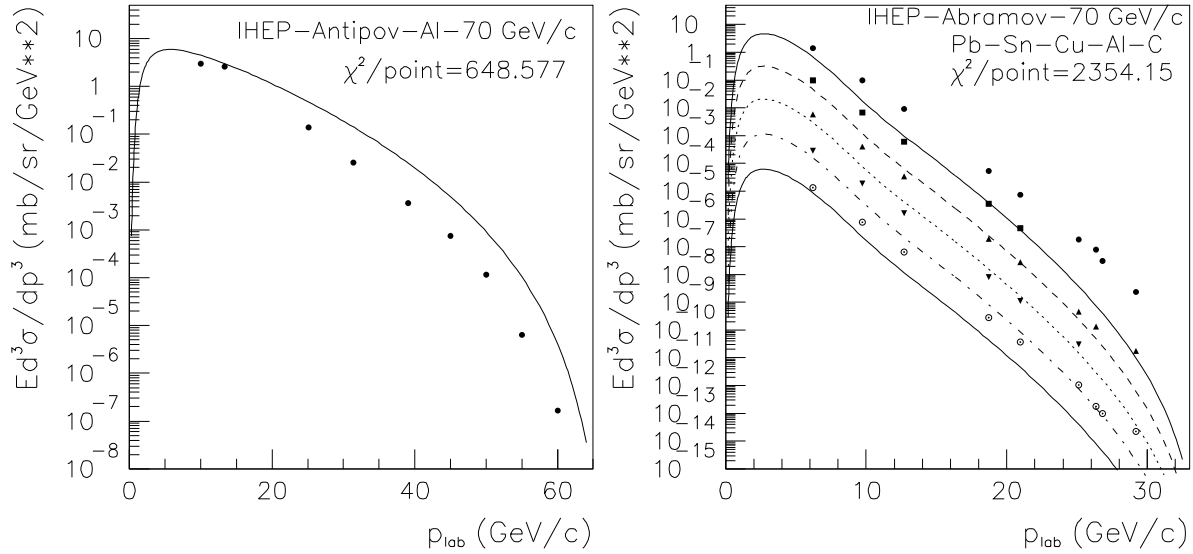 IHEP-Antipov-Al-70 GeV/c
χ²/point=648.577
Ed³σ/dp³ (mb/sr/GeV**2)
10
1
10⁻¹
10⁻²
10⁻³
10⁻⁴
10⁻⁵
10⁻⁶
10⁻⁷
10⁻⁸
0 20 40 60
p_lab (GeV/c)
IHEP-Abramov-70 GeV/c
Pb-Sn-Cu-Al-C
χ²/point=2354.15
Ed³σ/dp³ (mb/sr/GeV**2)
10
1
10⁻¹
10⁻²
10⁻³
10⁻⁴
10⁻⁵
10⁻⁶
10⁻⁷
10⁻⁸
10⁻⁹
10⁻¹⁰
10⁻¹¹
10⁻¹²
10⁻¹³
10⁻¹⁴
10⁻¹⁵
0 10 20 30
p_lab (GeV/c)